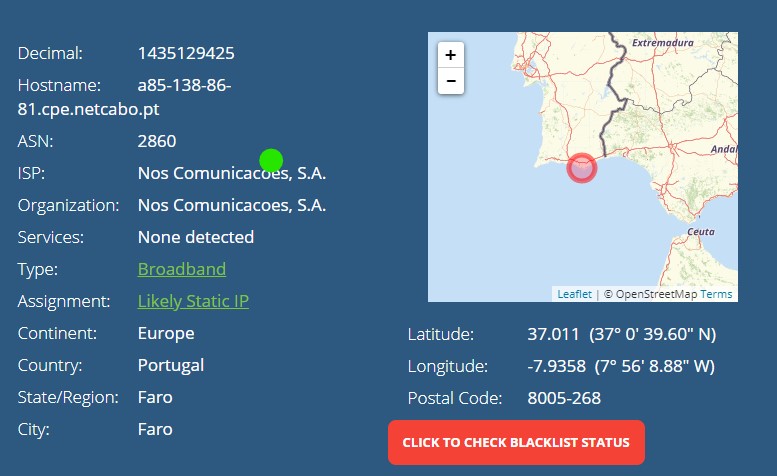 Decimal: 1435129425
Hostname: a85-138-86-
81.cpe.netcabo.pt
ASN: 2860
ISP: Nos Comunicacoes, S.A.
Organization: Nos Comunicacoes, S.A.
Services: None detected
Type: Broadband
Assignment: Likely Static IP
Continent: Europe
Country: Portugal
State/Region: Faro
City: Faro
+
−
Extremadura
Andal
Ceuta
Leaflet | © OpenStreetMap Terms
Latitude: 37.011 (37° 0' 39.60" N)
Longitude: -7.9358 (7° 56' 8.88" W)
Postal Code: 8005-268
CLICK TO CHECK BLACKLIST STATUS